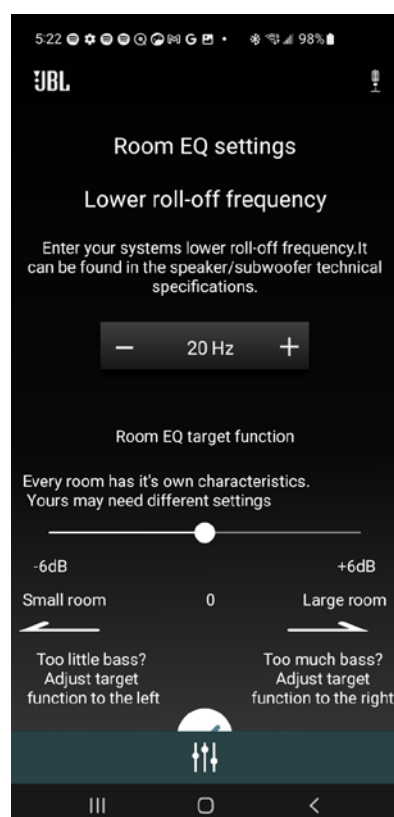 5:22 98%
JBL
Room EQ settings
Lower roll-off frequency
Enter your systems lower roll-off frequency.It
can be found in the speaker/subwoofer technical
specifications.
− 20 Hz +
Room EQ target function
Every room has it's own characteristics.
Yours may need different settings
-6dB +6dB
Small room 0 Large room
Too little bass? Too much bass?
Adjust target Adjust target
function to the left function to the right